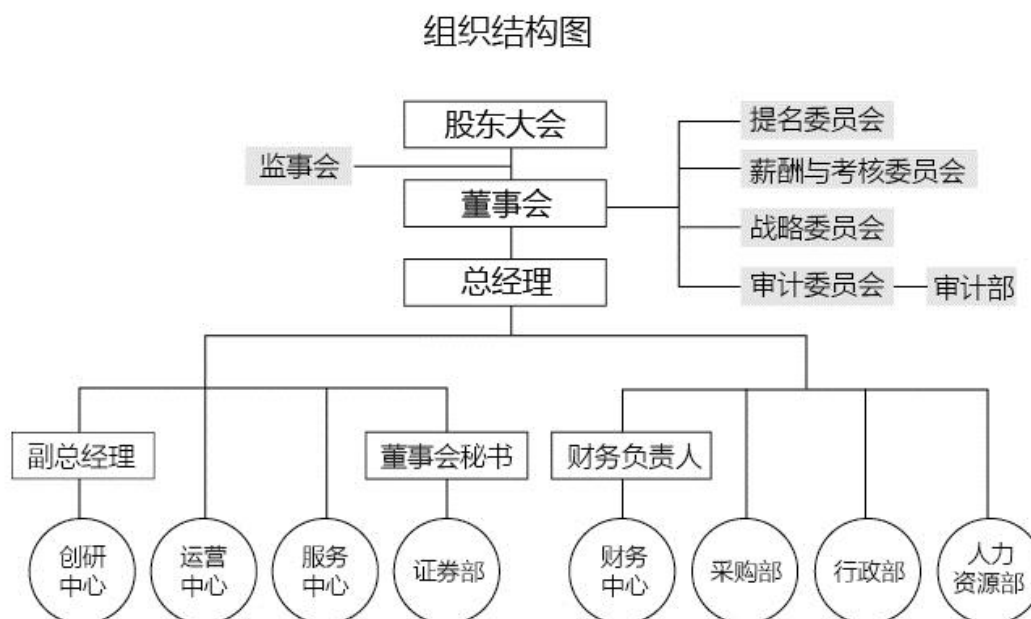 组织结构图
股东大会
监事会
董事会
总经理
提名委员会
薪酬与考核委员会
战略委员会
审计委员会
审计部
副总经理
董事会秘书
财务负责人
创研
中心
运营
中心
服务
中心
证券部
财务
中心
采购部
行政部
人力
资源部